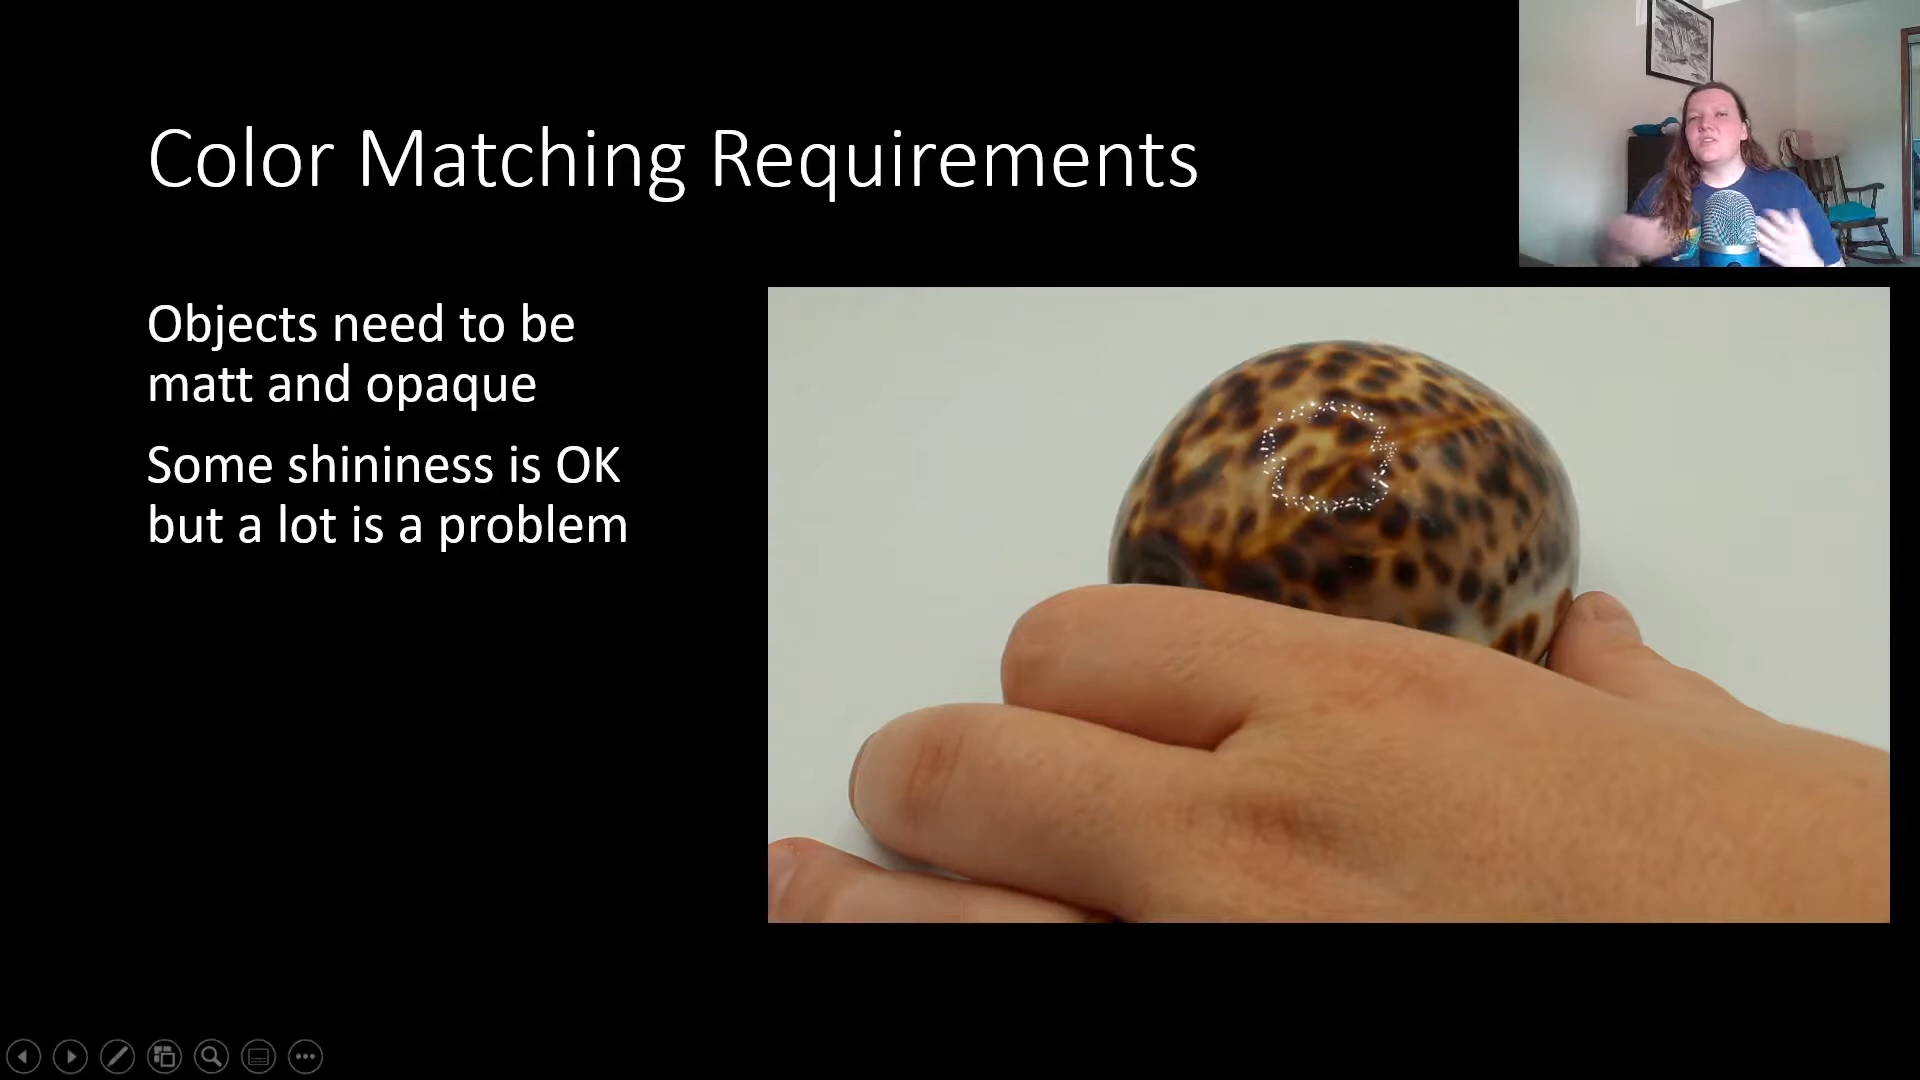 Color Matching Requirements
Objects need to be
matt and opaque
Some shininess is OK
but a lot is a problem